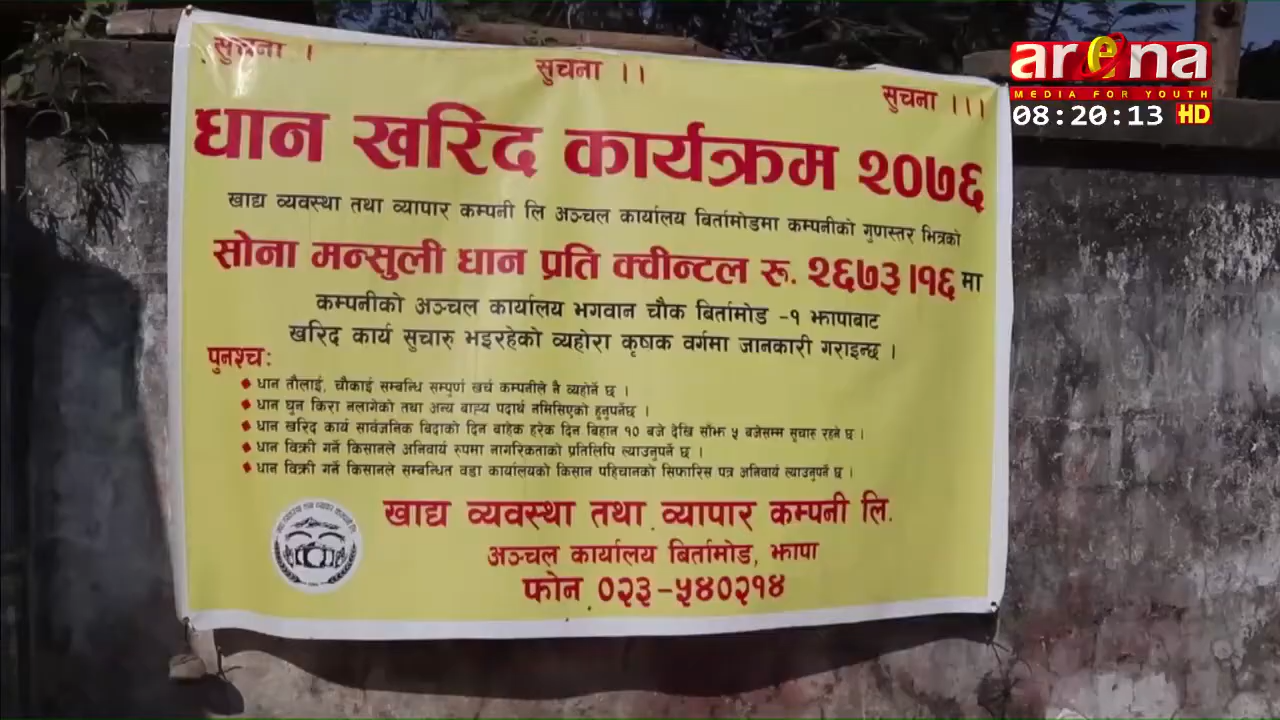 सुचना ।
सुचना ।।
सुचना ।।।
धान खरिद कार्यक्रम २०७६
खाद्य व्यवस्था तथा व्यापार कम्पनी लि अञ्चल कार्यालय बिर्तामोडमा कम्पनीको गुणस्तर भित्रको
सोना मन्सुली धान प्रति क्वीन्टल रू. २६७३।१६ मा
कम्पनीको अञ्चल कार्यालय भगवान चौक बिर्तामोड -१ झापाबाट
खरिद कार्य सुचारु भइरहेको व्यहोरा कृषाक वर्गमा जानकारी गराइन्छ ।
पुनश्च:
धान तौलाई, चौकाई सम्बन्धि सम्पुर्ण खर्च कम्पनीले नै व्यहोर्ने छ ।
धान घुन किरा नलागेको तथा अन्य बाह्य पदार्थ नमिसिएको हुनुपर्नेछ ।
धान खरिद कार्य सार्वजनिक बिदाको दिन बाहेक हरेक दिन बिहान १० बजे देखि साँझ ५ बजेसम्म सुचारु रहने छ ।
धान विक्री गर्ने किसानले अनिवार्य रुपमा नागरिकताको प्रतिलिपि ल्याउनुपर्ने छ ।
धान विक्री गर्ने किसानले सम्बन्धित वडा कार्यालयको किसान पहिचानको सिफारिस पत्र अनिवार्य ल्याउनुपर्ने छ ।
खाद्य व्यवस्था तथा व्यापार कम्पनी लि.
अञ्चल कार्यालय बिर्तामोड, झापा
फोन ०२३-५४०२१४
arena
MEDIA FOR YOUTH
08:20:13 HD